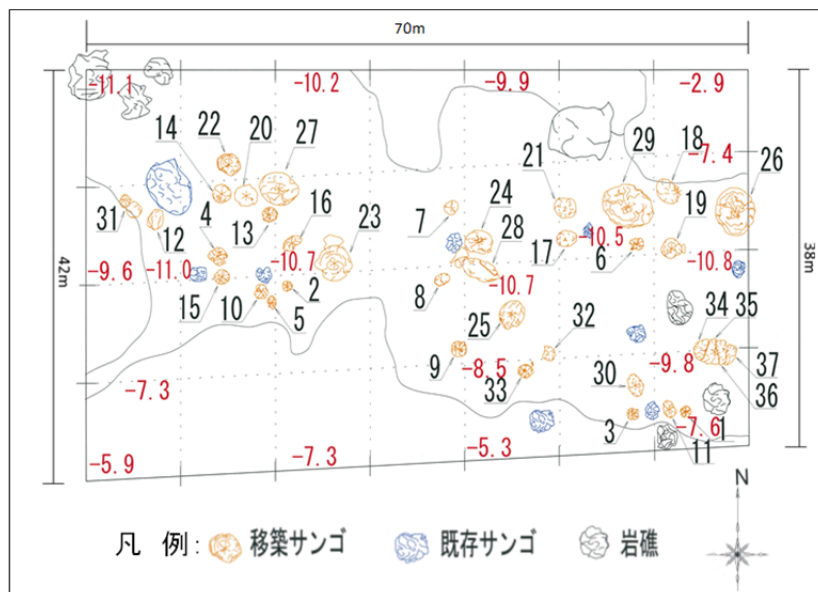 70m
-11.1 -10.2 -9.9 -2.9
14 22 20 27 21 29 18 -7.4 26
31 12 4 13 16 23 7 24 28 17 -10.5 6 19
42m -9.6 -11.0 -10.7 -10.7 -10.8 38m
15 10 5 2 8 25 32 34 35
9 -8.5 33 30 -9.8 37 36
-7.3 3 -7.6 1 11
-5.9 -7.3 -5.3
N
凡 例: 移築サンゴ 既存サンゴ 岩礁